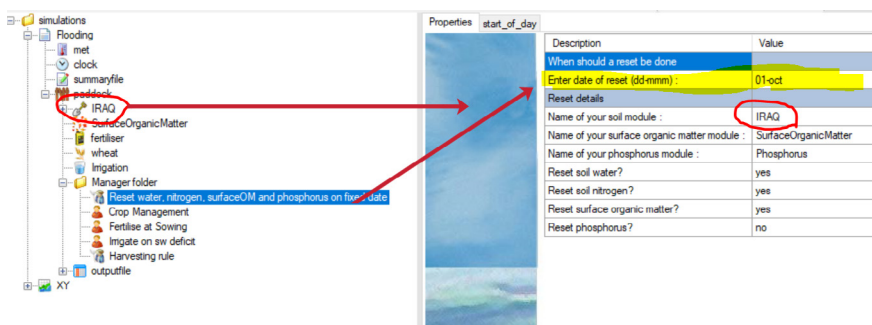 simulations
Flooding
met
clock
summaryfile
paddock
IRAQ
SurfaceOrganicMatter
fertiliser
wheat
Irrigation
Manager folder
Reset water, nitrogen, surfaceOM and phosphorus on fixed date
Crop Management
Fertilise at Sowing
Irrigate on sw deficit
Harvesting rule
outputfile
XY
Properties start_of_day
Description Value
When should a reset be done
Enter date of reset (dd-mmm) : 01-oct
Reset details
Name of your soil module : IRAQ
Name of your surface organic matter module : SurfaceOrganicMatter
Name of your phosphorus module : Phosphorus
Reset soil water? yes
Reset soil nitrogen? yes
Reset surface organic matter? yes
Reset phosphorus? no